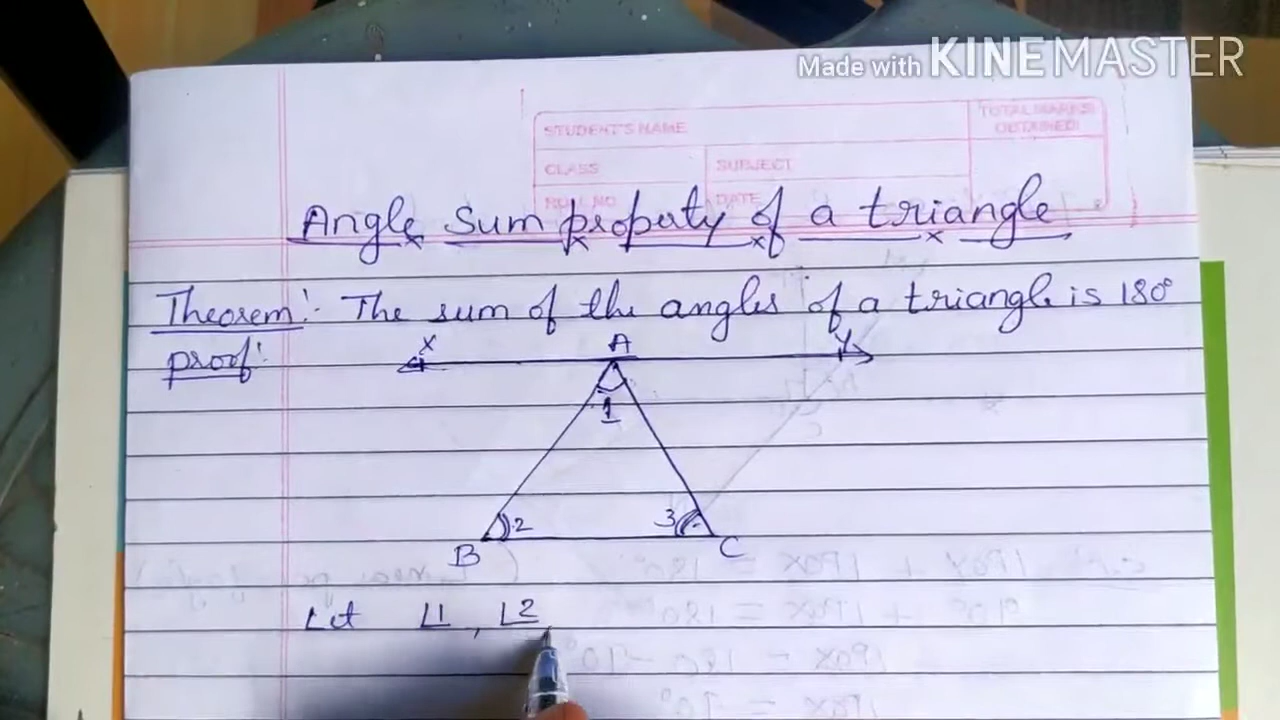 Made with KINEMASTER
STUDENT'S NAME
TOTAL MARKS
OBTAINED
CLASS
SUBJECT
ROLL NO
DATE
Angle Sum property of a triangle
Theorem:- The sum of the angles of a triangle is 180°
proof:
X A Y
1
2 3
B C
Let ∠1, ∠2